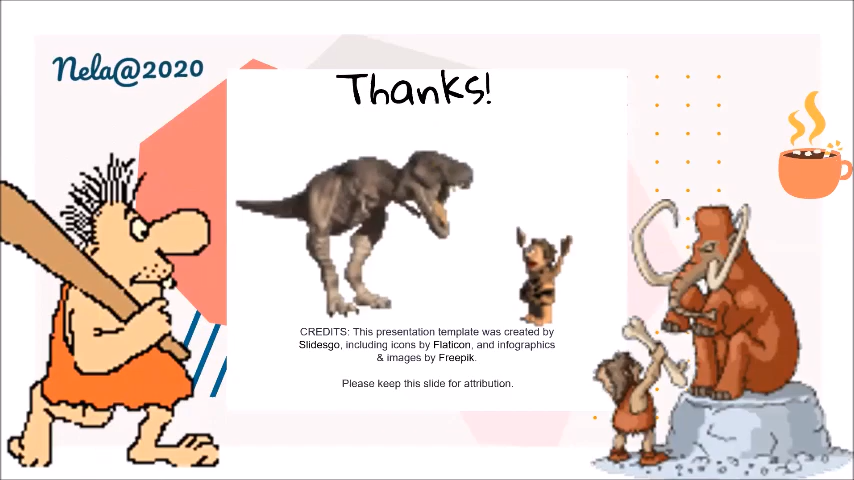 Nela@2020
Thanks!
CREDITS: This presentation template was created by
Slidesgo, including icons by Flaticon, and infographics
& images by Freepik.
Please keep this slide for attribution.